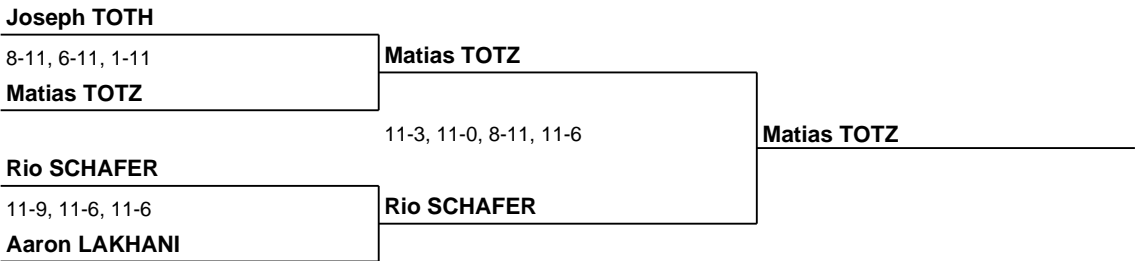 Joseph TOTH
8-11, 6-11, 1-11
Matias TOTZ
Matias TOTZ
11-3, 11-0, 8-11, 11-6
Matias TOTZ
Rio SCHAFER
11-9, 11-6, 11-6
Rio SCHAFER
Aaron LAKHANI